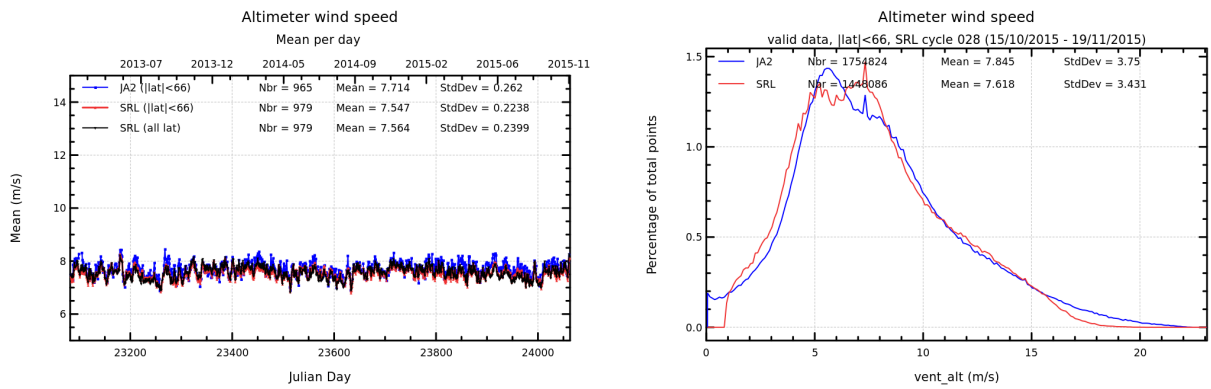 Altimeter wind speed
Mean per day
2013-07 2013-12 2014-05 2014-09 2015-02 2015-06 2015-11
JA2 (|lat|<66) Nbr = 965 Mean = 7.714 StdDev = 0.262
SRL (|lat|<66) Nbr = 979 Mean = 7.547 StdDev = 0.2238
SRL (all lat) Nbr = 979 Mean = 7.564 StdDev = 0.2399
14
12
10
8
6
Mean (m/s)
23200 23400 23600 23800 24000
Julian Day
Altimeter wind speed
valid data, |lat|<66, SRL cycle 028 (15/10/2015 - 19/11/2015)
JA2 Nbr = 1754824 Mean = 7.845 StdDev = 3.75
SRL Nbr = 1448086 Mean = 7.618 StdDev = 3.431
1.5
1.0
0.5
0.0
Percentage of total points
0 5 10 15 20
vent_alt (m/s)